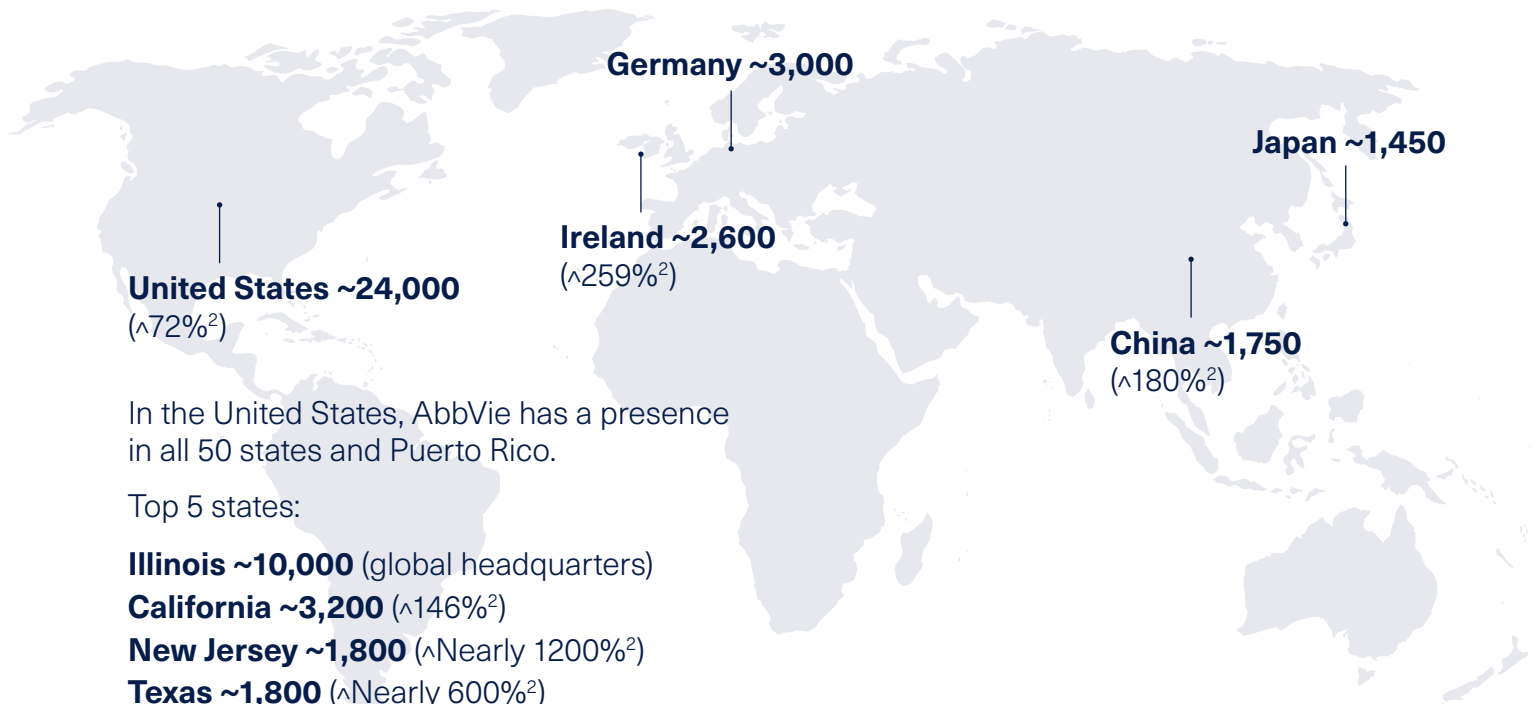 Germany ~3,000
Japan ~1,450
Ireland ~2,600
(^259%²)
United States ~24,000
(^72%²)
China ~1,750
(^180%²)
In the United States, AbbVie has a presence
in all 50 states and Puerto Rico.
Top 5 states:
Illinois ~10,000 (global headquarters)
California ~3,200 (^146%²)
New Jersey ~1,800 (^Nearly 1200%²)
Texas ~1,800 (^Nearly 600%²)